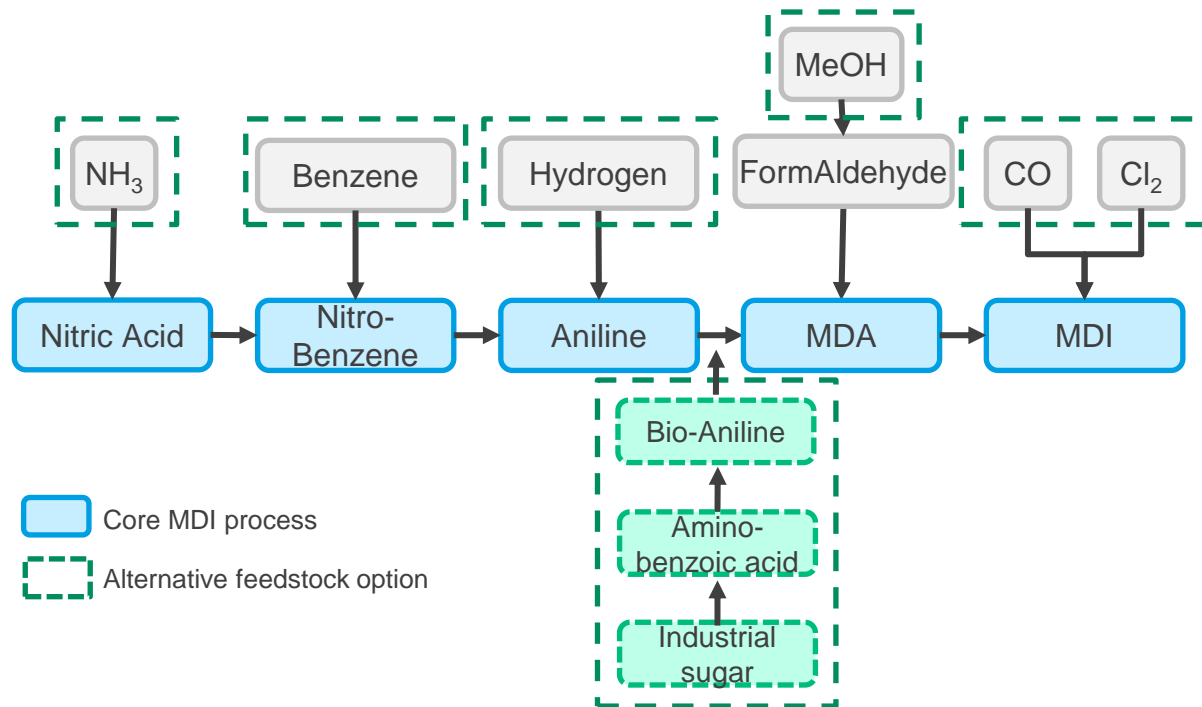 MeOH
NH₃
Benzene
Hydrogen
FormAldehyde
CO
Cl₂
Nitric Acid
Nitro-
Benzene
Aniline
MDA
MDI
Bio-Aniline
Amino-
benzoic acid
Industrial
sugar
Core MDI process
Alternative feedstock option